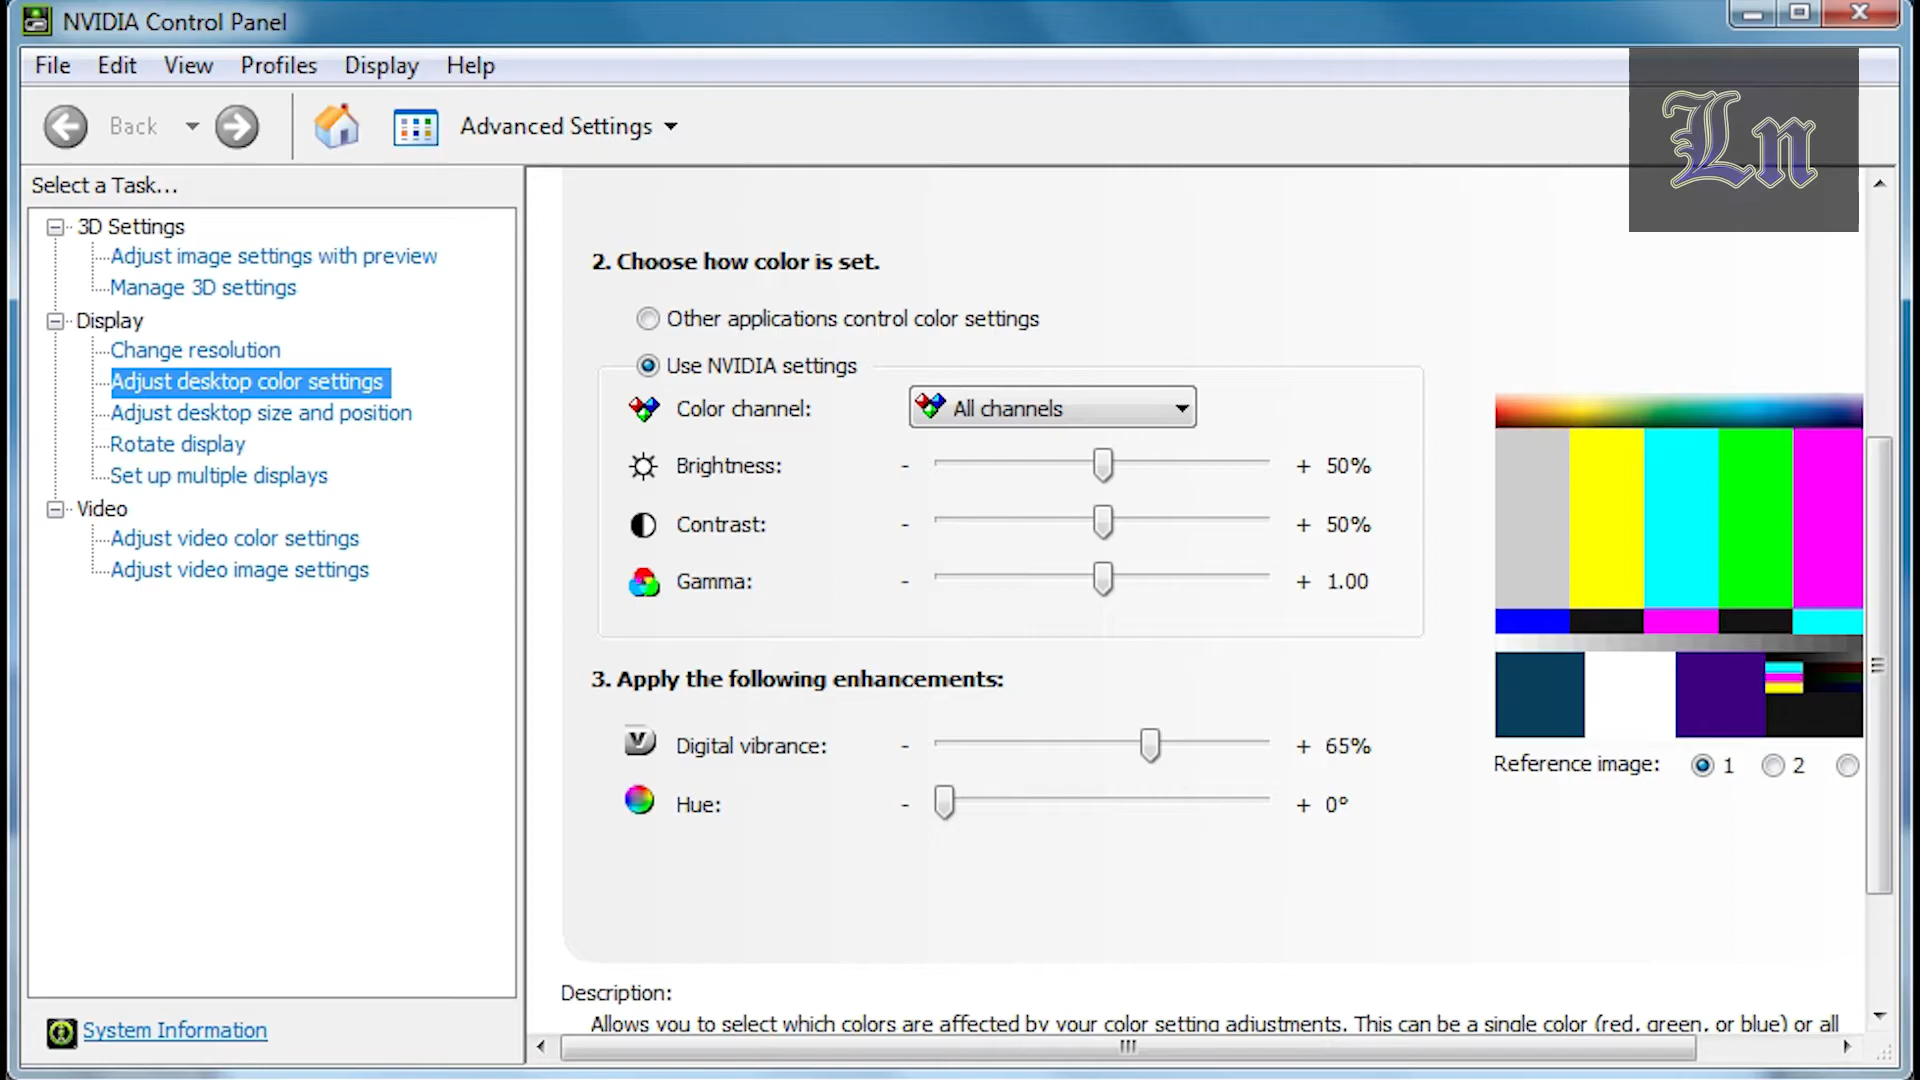 NVIDIA Control Panel
File Edit View Profiles Display Help
Ln
Back Advanced Settings
Select a Task...
3D Settings
Adjust image settings with preview
Manage 3D settings
Display
Change resolution
Adjust desktop color settings
Adjust desktop size and position
Rotate display
Set up multiple displays
Video
Adjust video color settings
Adjust video image settings
System Information
2. Choose how color is set.
Other applications control color settings
Use NVIDIA settings
Color channel: All channels
Brightness: - + 50%
Contrast: - + 50%
Gamma: - + 1.00
3. Apply the following enhancements:
Digital vibrance: - + 65%
Hue: - + 0°
Reference image: 1 2
Description:
Allows you to select which colors are affected by your color setting adjustments. This can be a single color (red, green, or blue) or all